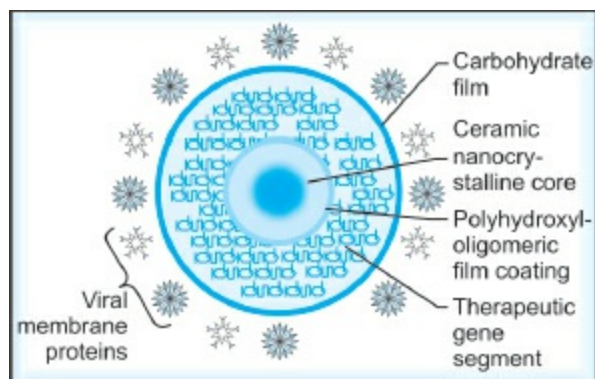 Carbohydrate
film
Ceramic
nanocry-
stalline core
Polyhydroxyl-
oligomeric
film coating
Therapeutic
gene
segment
Viral
membrane
proteins